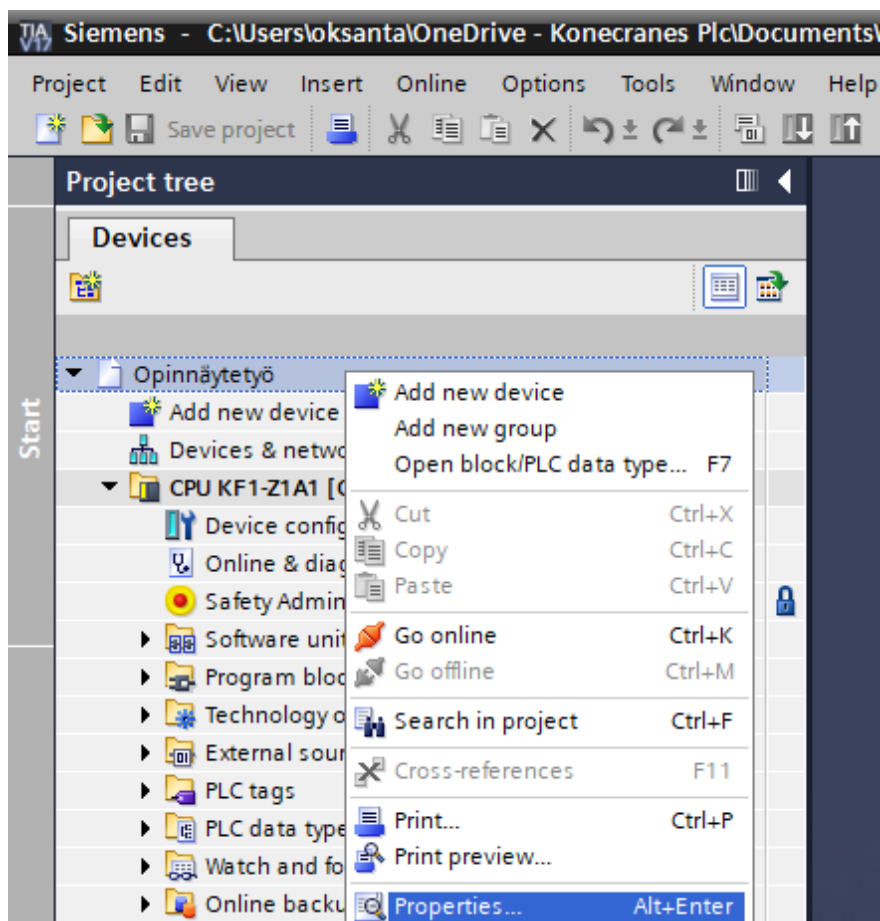 TIA V17 Siemens - C:\Users\oksanta\OneDrive - Konecranes Plc\Documents\
Project Edit View Insert Online Options Tools Window Help
Save project
Project tree
Devices
Start
Opinnäytetyö
Add new device
Devices & netwo
CPU KF1-Z1A1 [
Device config
Online & diag
Safety Admin
Software unit
Program bloc
Technology o
External sour
PLC tags
PLC data type
Watch and fo
Online backu
Add new device
Add new group
Open block/PLC data type... F7
Cut Ctrl+X
Copy Ctrl+C
Paste Ctrl+V
Go online Ctrl+K
Go offline Ctrl+M
Search in project Ctrl+F
Cross-references F11
Print... Ctrl+P
Print preview...
Properties... Alt+Enter